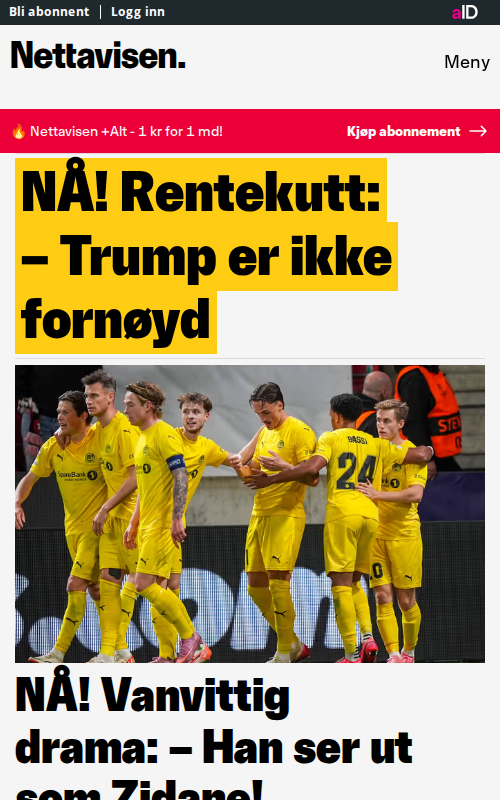 Bli abonnent | Logg inn
aID
Nettavisen.
Meny
🔥 Nettavisen +Alt - 1 kr for 1 md!
Kjøp abonnement →
NÅ! Rentekutt:
– Trump er ikke
fornøyd
SpareBank 1
BASSI
24
NÅ! Vanvittig
drama: – Han ser ut
som Zidane!